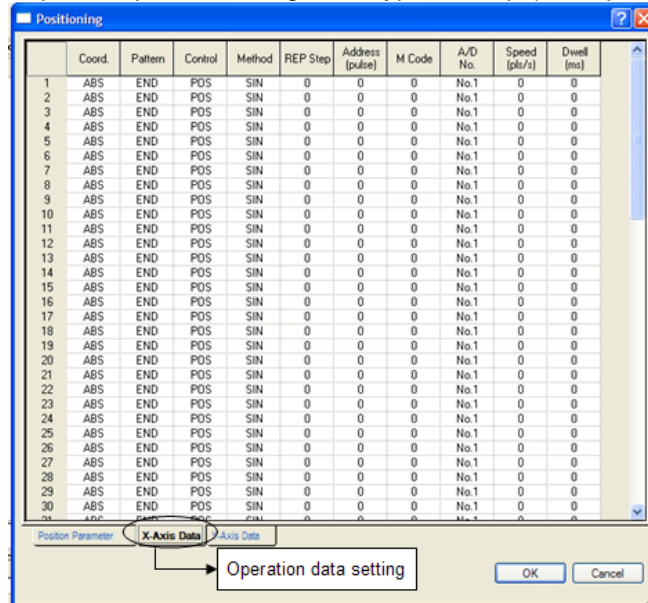 Positioning
Coord. Pattern Control Method REP Step Address (pulse) M Code A/D No. Speed (pls/s) Dwell (ms)
1 ABS END POS SIN 0 0 0 No.1 0 0
2 ABS END POS SIN 0 0 0 No.1 0 0
3 ABS END POS SIN 0 0 0 No.1 0 0
4 ABS END POS SIN 0 0 0 No.1 0 0
5 ABS END POS SIN 0 0 0 No.1 0 0
6 ABS END POS SIN 0 0 0 No.1 0 0
7 ABS END POS SIN 0 0 0 No.1 0 0
8 ABS END POS SIN 0 0 0 No.1 0 0
9 ABS END POS SIN 0 0 0 No.1 0 0
10 ABS END POS SIN 0 0 0 No.1 0 0
11 ABS END POS SIN 0 0 0 No.1 0 0
12 ABS END POS SIN 0 0 0 No.1 0 0
13 ABS END POS SIN 0 0 0 No.1 0 0
14 ABS END POS SIN 0 0 0 No.1 0 0
15 ABS END POS SIN 0 0 0 No.1 0 0
16 ABS END POS SIN 0 0 0 No.1 0 0
17 ABS END POS SIN 0 0 0 No.1 0 0
18 ABS END POS SIN 0 0 0 No.1 0 0
19 ABS END POS SIN 0 0 0 No.1 0 0
20 ABS END POS SIN 0 0 0 No.1 0 0
21 ABS END POS SIN 0 0 0 No.1 0 0
22 ABS END POS SIN 0 0 0 No.1 0 0
23 ABS END POS SIN 0 0 0 No.1 0 0
24 ABS END POS SIN 0 0 0 No.1 0 0
25 ABS END POS SIN 0 0 0 No.1 0 0
26 ABS END POS SIN 0 0 0 No.1 0 0
27 ABS END POS SIN 0 0 0 No.1 0 0
28 ABS END POS SIN 0 0 0 No.1 0 0
29 ABS END POS SIN 0 0 0 No.1 0 0
30 ABS END POS SIN 0 0 0 No.1 0 0
Position Parameter X-Axis Data -Axis Data
Operation data setting
OK Cancel